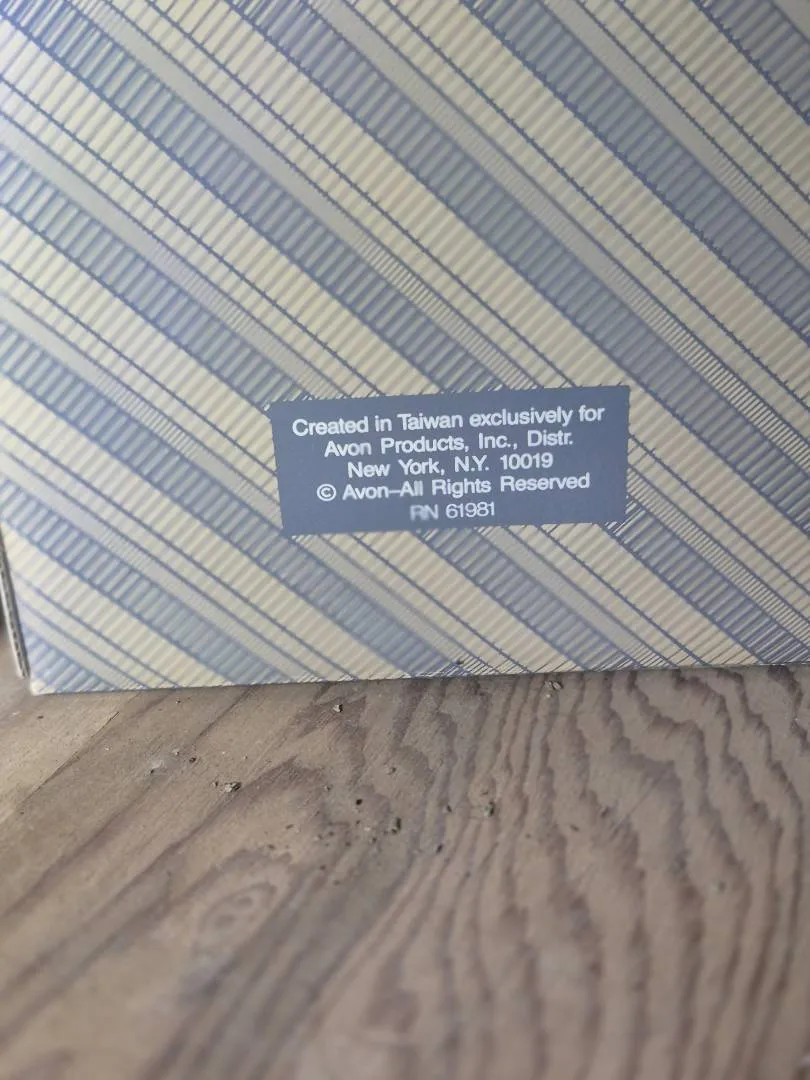 Created in Taiwan exclusively for
Avon Products, Inc., Distr.
New York, N.Y. 10019
© Avon–All Rights Reserved
RN 61981